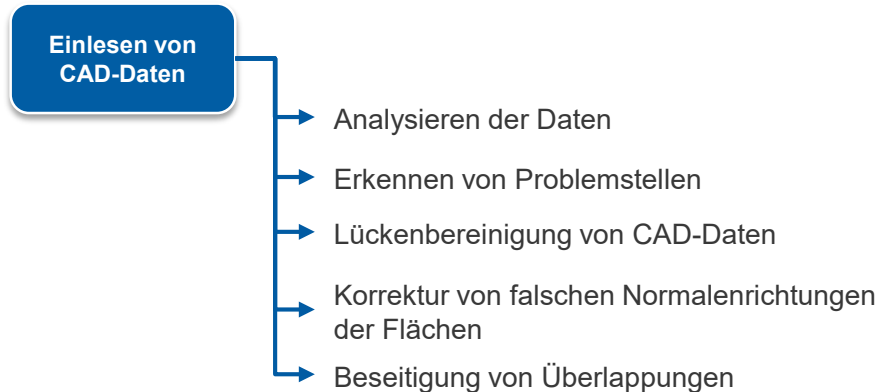 Einlesen von
CAD-Daten
Analysieren der Daten
Erkennen von Problemstellen
Lückenbereinigung von CAD-Daten
Korrektur von falschen Normalenrichtungen
der Flächen
Beseitigung von Überlappungen